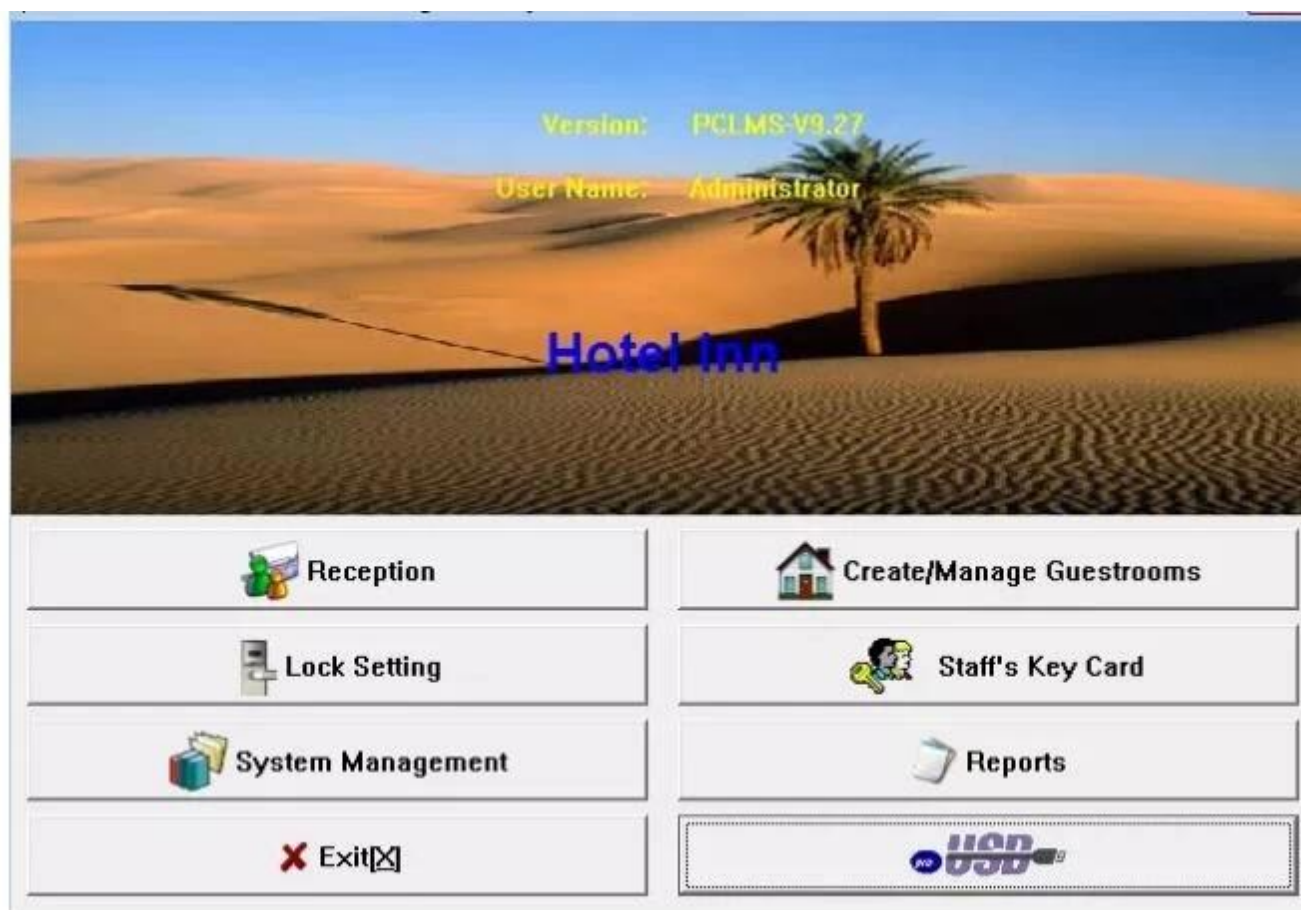 Version: PCLMS-V9.27
User Name: Administrator
Hotel Inn
Reception
Create/Manage Guestrooms
Lock Setting
Staff's Key Card
System Management
Reports
Exit[X]
pro USB